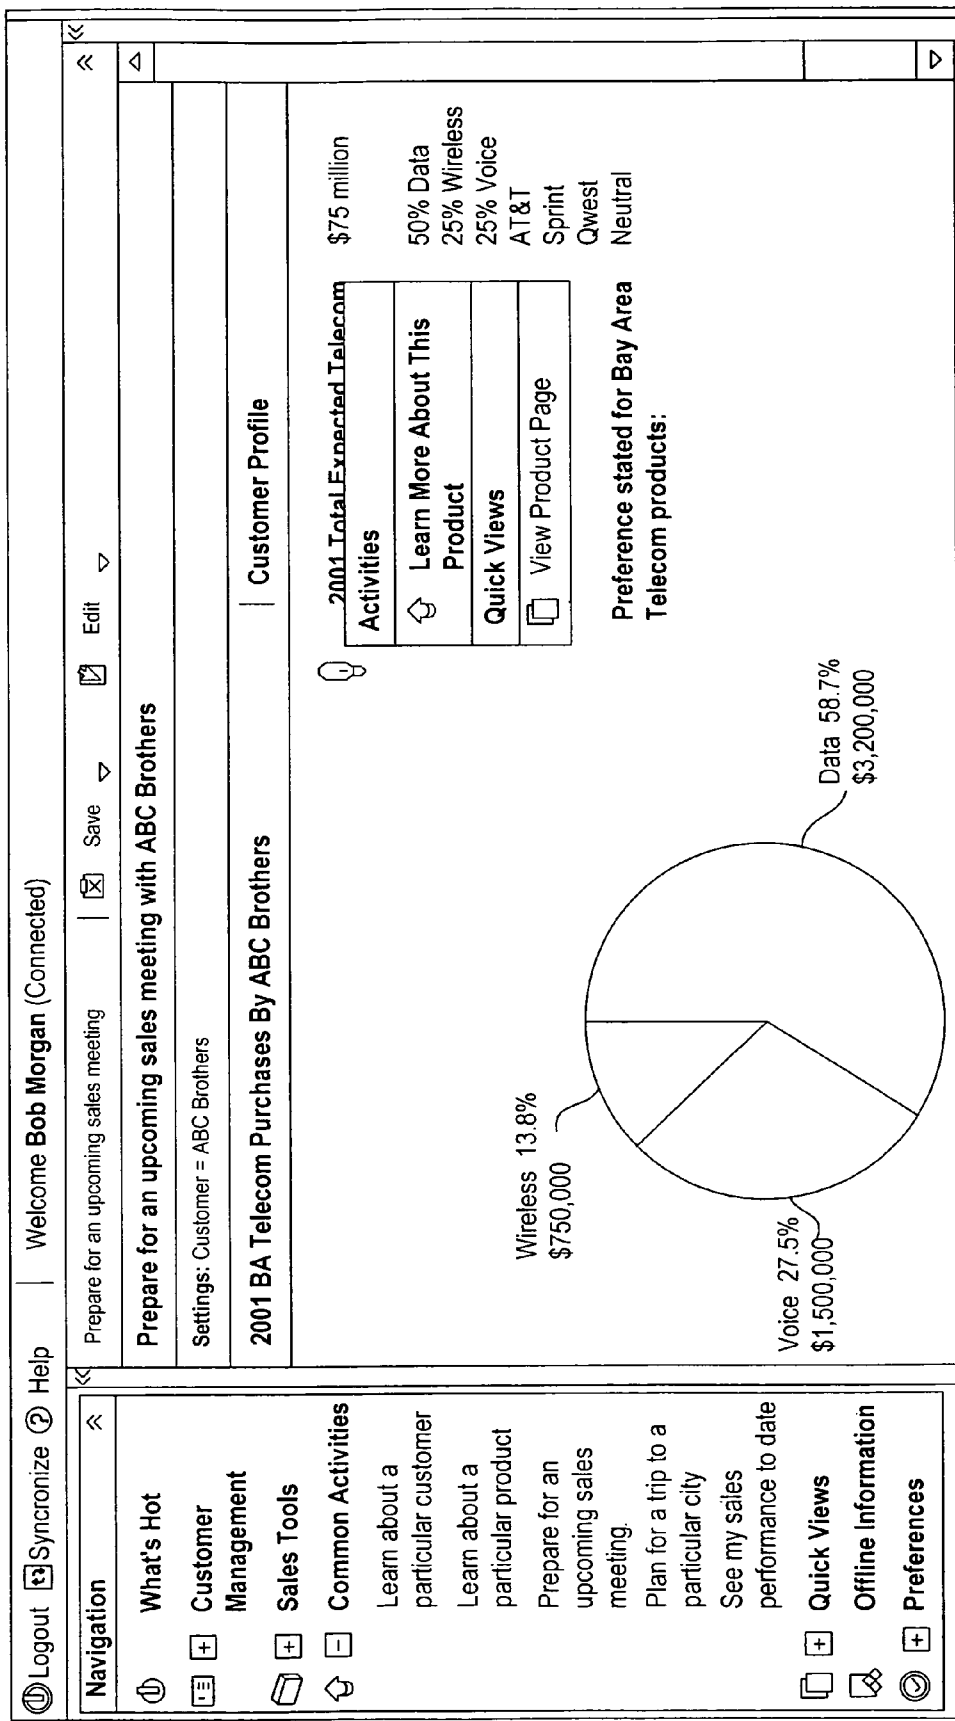 Logout Syncronize Help | Welcome Bob Morgan (Connected)
Navigation
What's Hot
Customer
Management
Sales Tools
Common Activities
Learn about a
particular customer
Learn about a
particular product
Prepare for an
upcoming sales
meeting.
Plan for a trip to a
particular city
See my sales
performance to date
Quick Views
Offline Information
Preferences
Prepare for an upcoming sales meeting | Save Edit
Prepare for an upcoming sales meeting with ABC Brothers
Settings: Customer = ABC Brothers
2001 BA Telecom Purchases By ABC Brothers | Customer Profile
Wireless 13.8%
$750,000
Voice 27.5%
$1,500,000
Data 58.7%
$3,200,000
2001 Total Expected Telecom $75 million
Activities
Learn More About This
Product
Quick Views
View Product Page
50% Data
25% Wireless
25% Voice
AT&T
Sprint
Qwest
Preference stated for Bay Area Neutral
Telecom products: